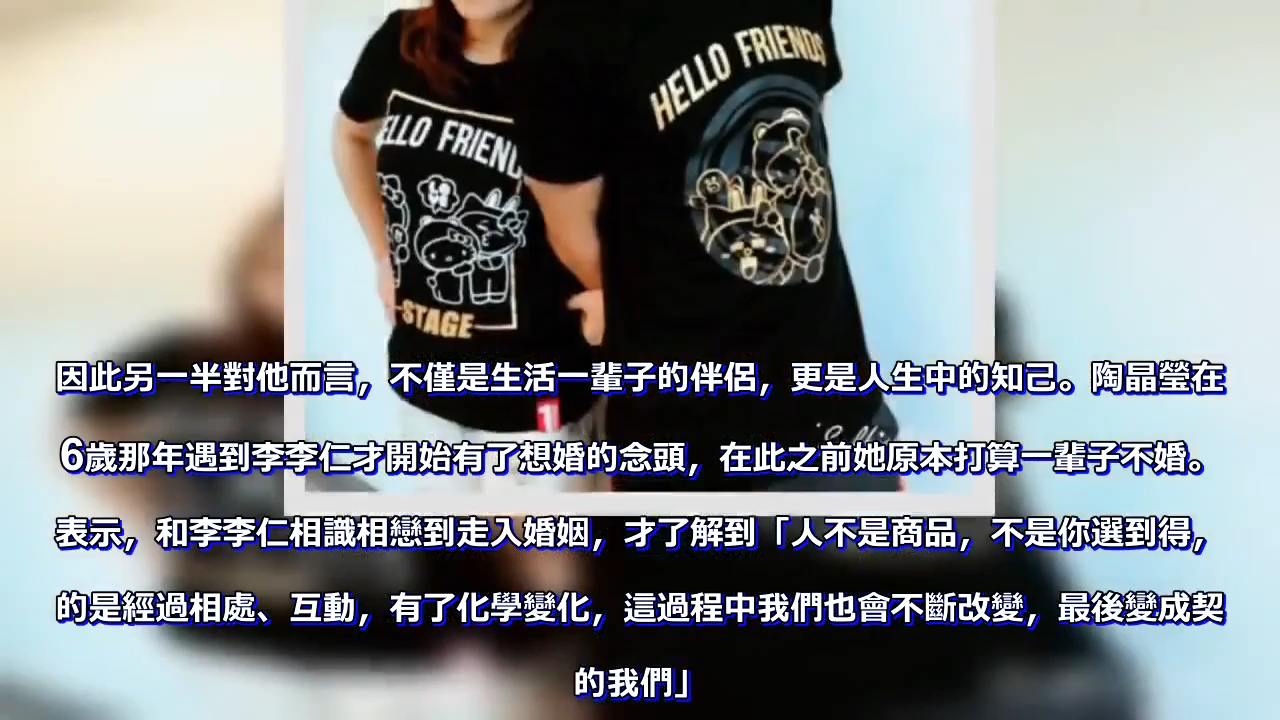 HELLO FRIENDS
ELLO FRIEND
LO
VE
STAGE
因此另一半對他而言，不僅是生活一輩子的伴侶，更是人生中的知己。陶晶瑩在
6歲那年遇到李李仁才開始有了想婚的念頭，在此之前她原本打算一輩子不婚。
表示，和李李仁相識相戀到走入婚姻，才了解到「人不是商品，不是你選到得，
的是經過相處、互動，有了化學變化，這過程中我們也會不斷改變，最後變成契
的我們」